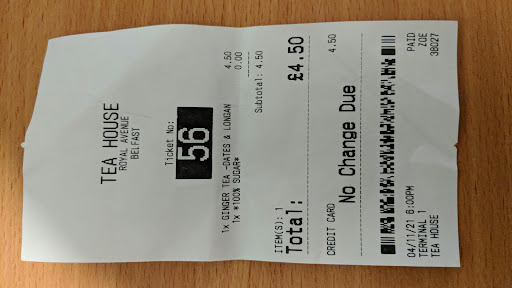 TEA HOUSE
ROYAL AVENUE
BELFAST
Ticket No:
56
1x GINGER TEA -DATES & LONGAN 4.50
1x *100% SUGAR* 0.00
Subtotal: 4.50
ITEM(S): 1
Total: £4.50
CREDIT CARD 4.50
No Change Due
04/11/21 6:00PM PAID
TERMINAL 1 ZOE
TEA HOUSE 38027